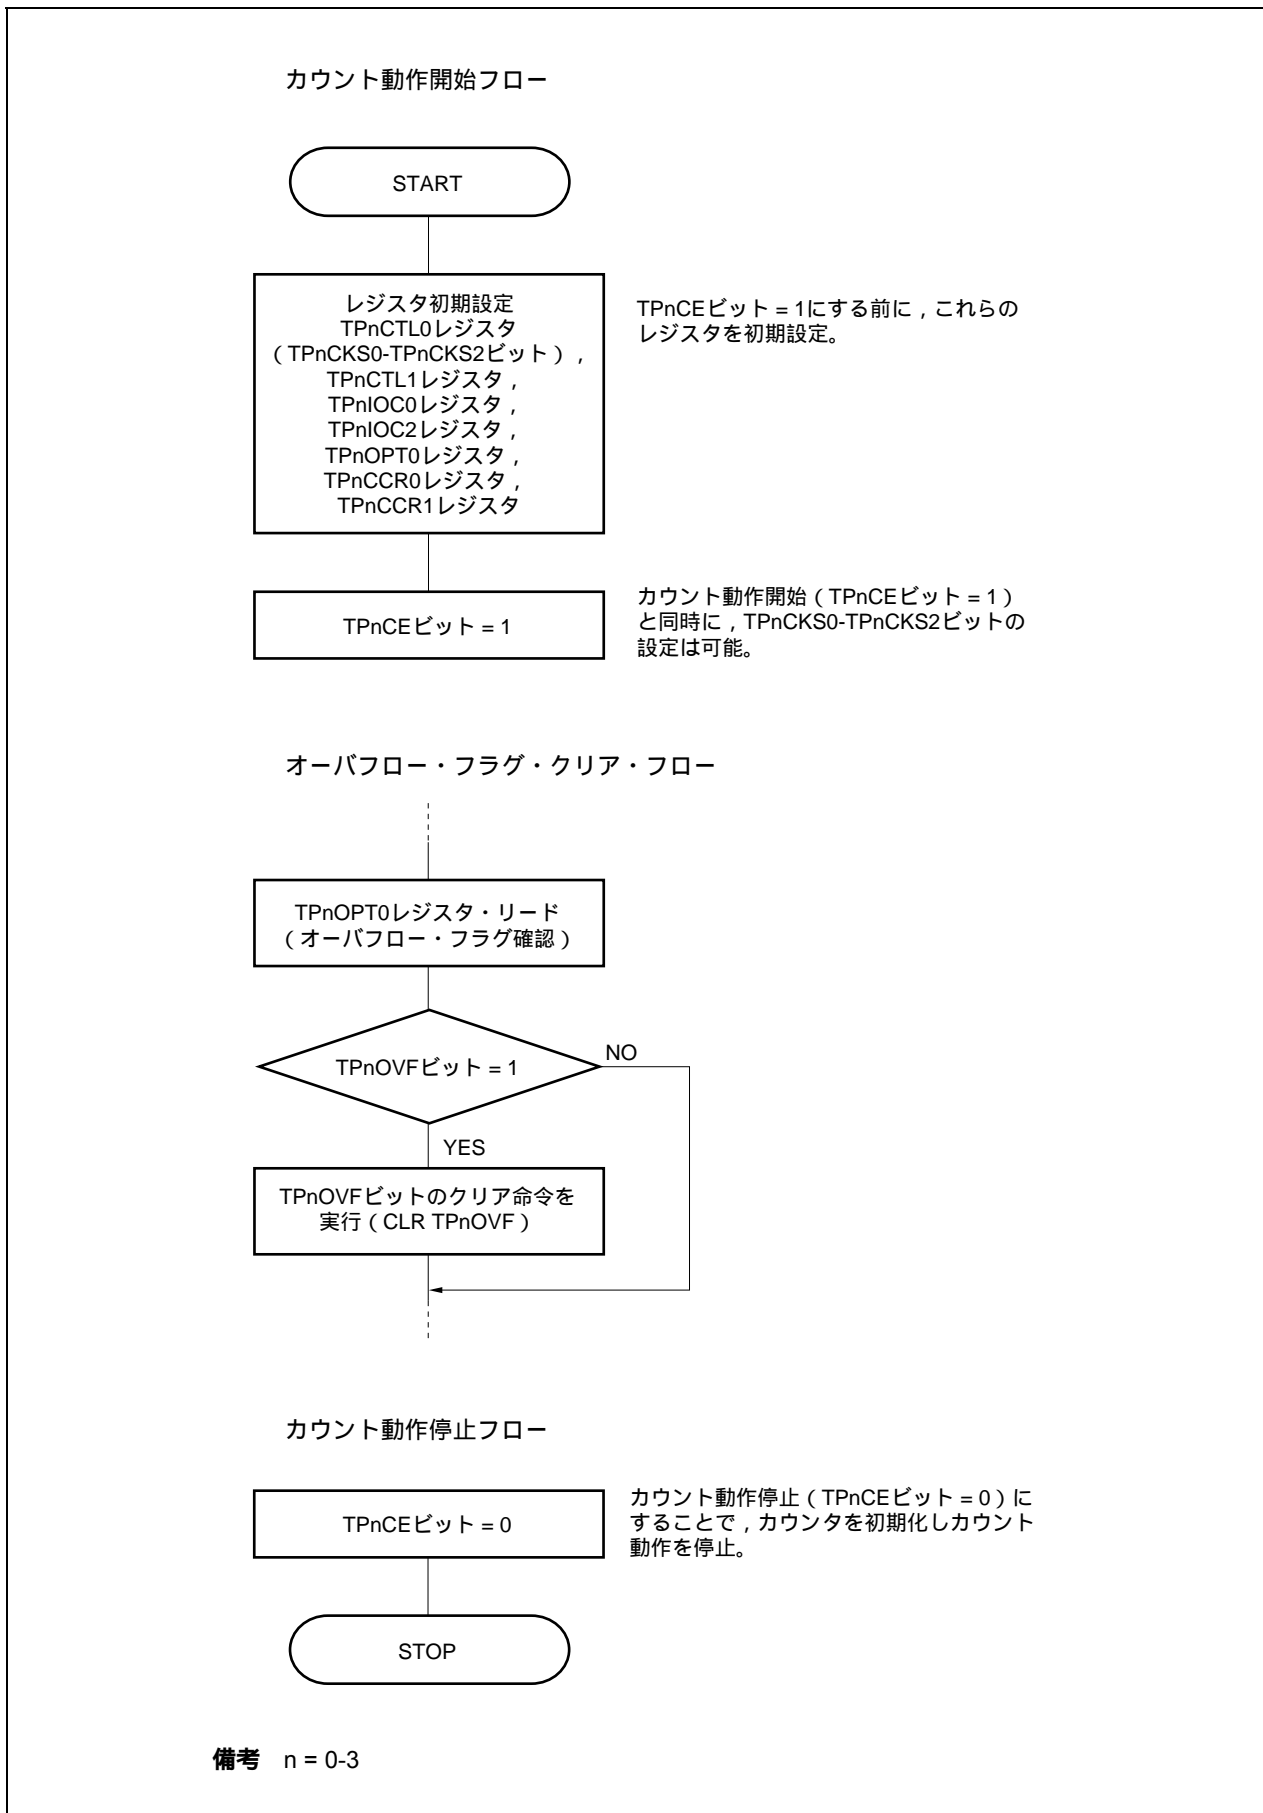 カウント動作開始フロー
START
レジスタ初期設定
TPnCTL0レジスタ
（TPnCKS0-TPnCKS2ビット），
TPnCTL1レジスタ，
TPnIOC0レジスタ，
TPnIOC2レジスタ，
TPnOPT0レジスタ，
TPnCCR0レジスタ，
TPnCCR1レジスタ
TPnCEビット = 1にする前に，これらの
レジスタを初期設定。
TPnCEビット = 1
カウント動作開始（TPnCEビット = 1）
と同時に，TPnCKS0-TPnCKS2ビットの
設定は可能。
オーバフロー・フラグ・クリア・フロー
TPnOPT0レジスタ・リード
（オーバフロー・フラグ確認）
TPnOVFビット = 1
NO
YES
TPnOVFビットのクリア命令を
実行（CLR TPnOVF）
カウント動作停止フロー
TPnCEビット = 0
カウント動作停止（TPnCEビット = 0）に
することで，カウンタを初期化しカウント
動作を停止。
STOP
備考 n = 0-3